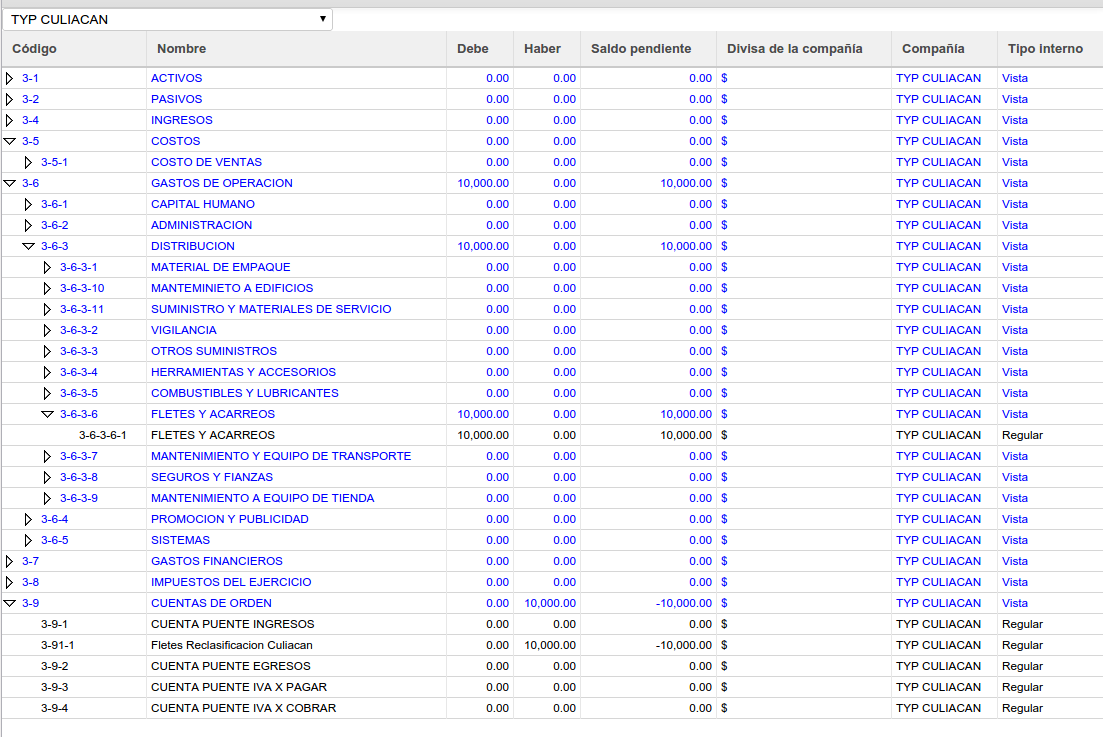 TYP CULIACAN
Código Nombre Debe Haber Saldo pendiente Divisa de la compañía Compañía Tipo interno
3-1 ACTIVOS 0.00 0.00 0.00 $ TYP CULIACAN Vista
3-2 PASIVOS 0.00 0.00 0.00 $ TYP CULIACAN Vista
3-4 INGRESOS 0.00 0.00 0.00 $ TYP CULIACAN Vista
3-5 COSTOS 0.00 0.00 0.00 $ TYP CULIACAN Vista
3-5-1 COSTO DE VENTAS 0.00 0.00 0.00 $ TYP CULIACAN Vista
3-6 GASTOS DE OPERACION 10,000.00 0.00 10,000.00 $ TYP CULIACAN Vista
3-6-1 CAPITAL HUMANO 0.00 0.00 0.00 $ TYP CULIACAN Vista
3-6-2 ADMINISTRACION 0.00 0.00 0.00 $ TYP CULIACAN Vista
3-6-3 DISTRIBUCION 10,000.00 0.00 10,000.00 $ TYP CULIACAN Vista
3-6-3-1 MATERIAL DE EMPAQUE 0.00 0.00 0.00 $ TYP CULIACAN Vista
3-6-3-10 MANTEMINIETO A EDIFICIOS 0.00 0.00 0.00 $ TYP CULIACAN Vista
3-6-3-11 SUMINISTRO Y MATERIALES DE SERVICIO 0.00 0.00 0.00 $ TYP CULIACAN Vista
3-6-3-2 VIGILANCIA 0.00 0.00 0.00 $ TYP CULIACAN Vista
3-6-3-3 OTROS SUMINISTROS 0.00 0.00 0.00 $ TYP CULIACAN Vista
3-6-3-4 HERRAMIENTAS Y ACCESORIOS 0.00 0.00 0.00 $ TYP CULIACAN Vista
3-6-3-5 COMBUSTIBLES Y LUBRICANTES 0.00 0.00 0.00 $ TYP CULIACAN Vista
3-6-3-6 FLETES Y ACARREOS 10,000.00 0.00 10,000.00 $ TYP CULIACAN Vista
3-6-3-6-1 FLETES Y ACARREOS 10,000.00 0.00 10,000.00 $ TYP CULIACAN Regular
3-6-3-7 MANTENIMIENTO Y EQUIPO DE TRANSPORTE 0.00 0.00 0.00 $ TYP CULIACAN Vista
3-6-3-8 SEGUROS Y FIANZAS 0.00 0.00 0.00 $ TYP CULIACAN Vista
3-6-3-9 MANTENIMIENTO A EQUIPO DE TIENDA 0.00 0.00 0.00 $ TYP CULIACAN Vista
3-6-4 PROMOCION Y PUBLICIDAD 0.00 0.00 0.00 $ TYP CULIACAN Vista
3-6-5 SISTEMAS 0.00 0.00 0.00 $ TYP CULIACAN Vista
3-7 GASTOS FINANCIEROS 0.00 0.00 0.00 $ TYP CULIACAN Vista
3-8 IMPUESTOS DEL EJERCICIO 0.00 0.00 0.00 $ TYP CULIACAN Vista
3-9 CUENTAS DE ORDEN 0.00 10,000.00 -10,000.00 $ TYP CULIACAN Vista
3-9-1 CUENTA PUENTE INGRESOS 0.00 0.00 0.00 $ TYP CULIACAN Regular
3-91-1 Fletes Reclasificacion Culiacan 0.00 10,000.00 -10,000.00 $ TYP CULIACAN Regular
3-9-2 CUENTA PUENTE EGRESOS 0.00 0.00 0.00 $ TYP CULIACAN Regular
3-9-3 CUENTA PUENTE IVA X PAGAR 0.00 0.00 0.00 $ TYP CULIACAN Regular
3-9-4 CUENTA PUENTE IVA X COBRAR 0.00 0.00 0.00 $ TYP CULIACAN Regular